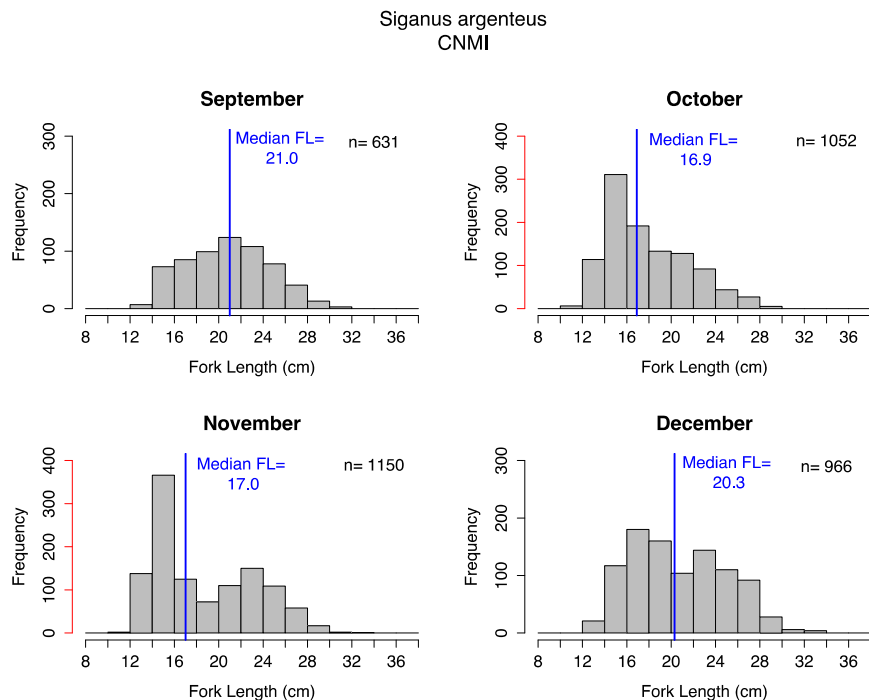 Siganus argenteus
CNMI
September
Median FL=
21.0
n= 631
Frequency
0
100
200
300
8
12
16
20
24
28
32
36
Fork Length (cm)
October
Median FL=
16.9
n= 1052
Frequency
0
100
200
300
400
8
12
16
20
24
28
32
36
Fork Length (cm)
November
Median FL=
17.0
n= 1150
Frequency
0
100
200
300
400
8
12
16
20
24
28
32
36
Fork Length (cm)
December
Median FL=
20.3
n= 966
Frequency
0
100
200
300
8
12
16
20
24
28
32
36
Fork Length (cm)